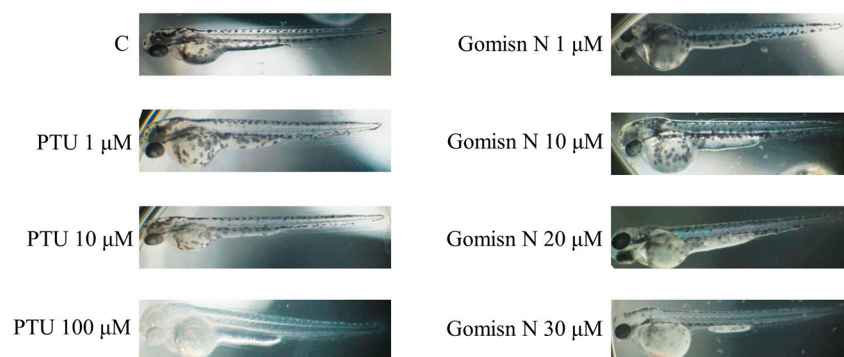 C
PTU 1 μM
PTU 10 μM
PTU 100 μM
Gomisn N 1 μM
Gomisn N 10 μM
Gomisn N 20 μM
Gomisn N 30 μM